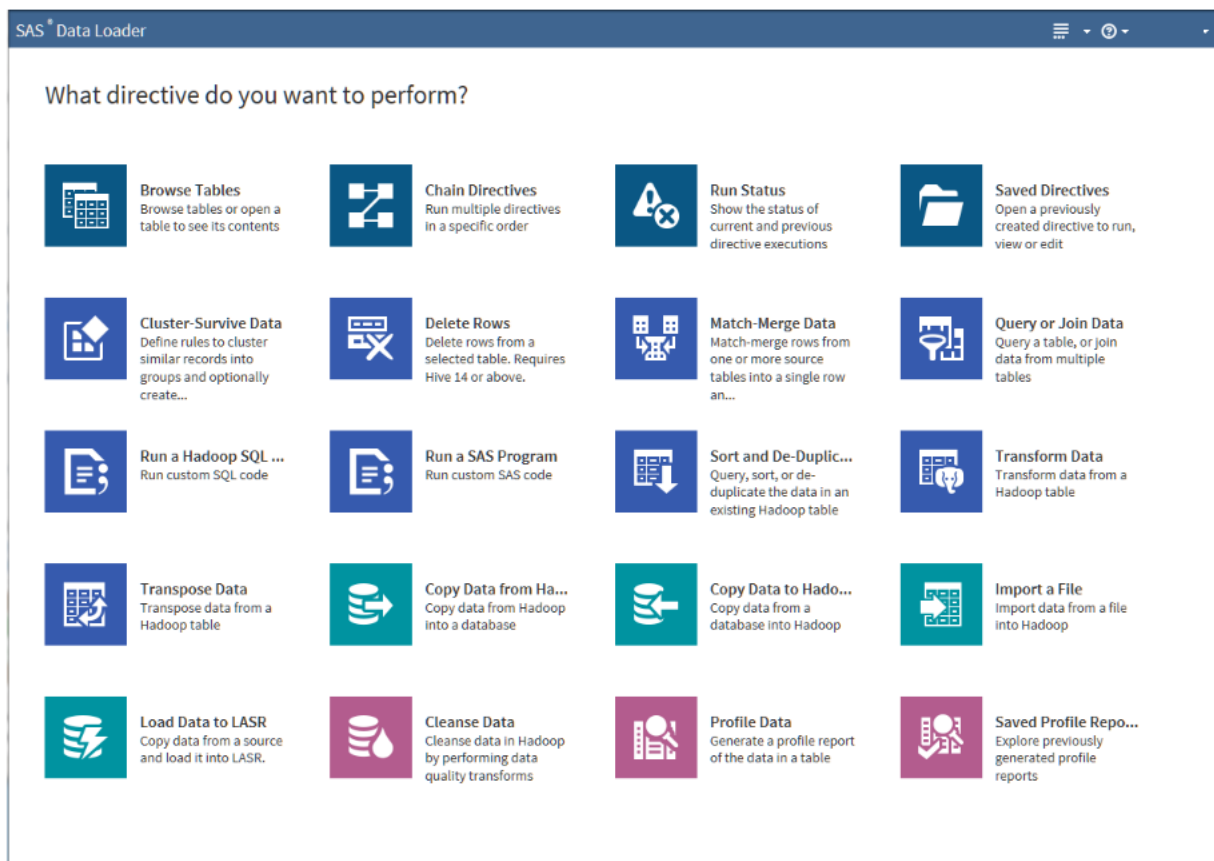 SAS® Data Loader
What directive do you want to perform?
Browse Tables
Browse tables or open a
table to see its contents
Chain Directives
Run multiple directives
in a specific order
Run Status
Show the status of
current and previous
directive executions
Saved Directives
Open a previously
created directive to run,
view or edit
Cluster-Survive Data
Define rules to cluster
similar records into
groups and optionally
create...
Delete Rows
Delete rows from a
selected table. Requires
Hive 14 or above.
Match-Merge Data
Match-merge rows from
one or more source
tables into a single row
an...
Query or Join Data
Query a table, or join
data from multiple
tables
Run a Hadoop SQL ...
Run custom SQL code
Run a SAS Program
Run custom SAS code
Sort and De-Duplic...
Query, sort, or de-
duplicate the data in an
existing Hadoop table
Transform Data
Transform data from a
Hadoop table
Transpose Data
Transpose data from a
Hadoop table
Copy Data from Ha...
Copy data from Hadoop
into a database
Copy Data to Hado...
Copy data from a
database into Hadoop
Import a File
Import data from a file
into Hadoop
Load Data to LASR
Copy data from a source
and load it into LASR.
Cleanse Data
Cleanse data in Hadoop
by performing data
quality transforms
Profile Data
Generate a profile report
of the data in a table
Saved Profile Repo...
Explore previously
generated profile
reports